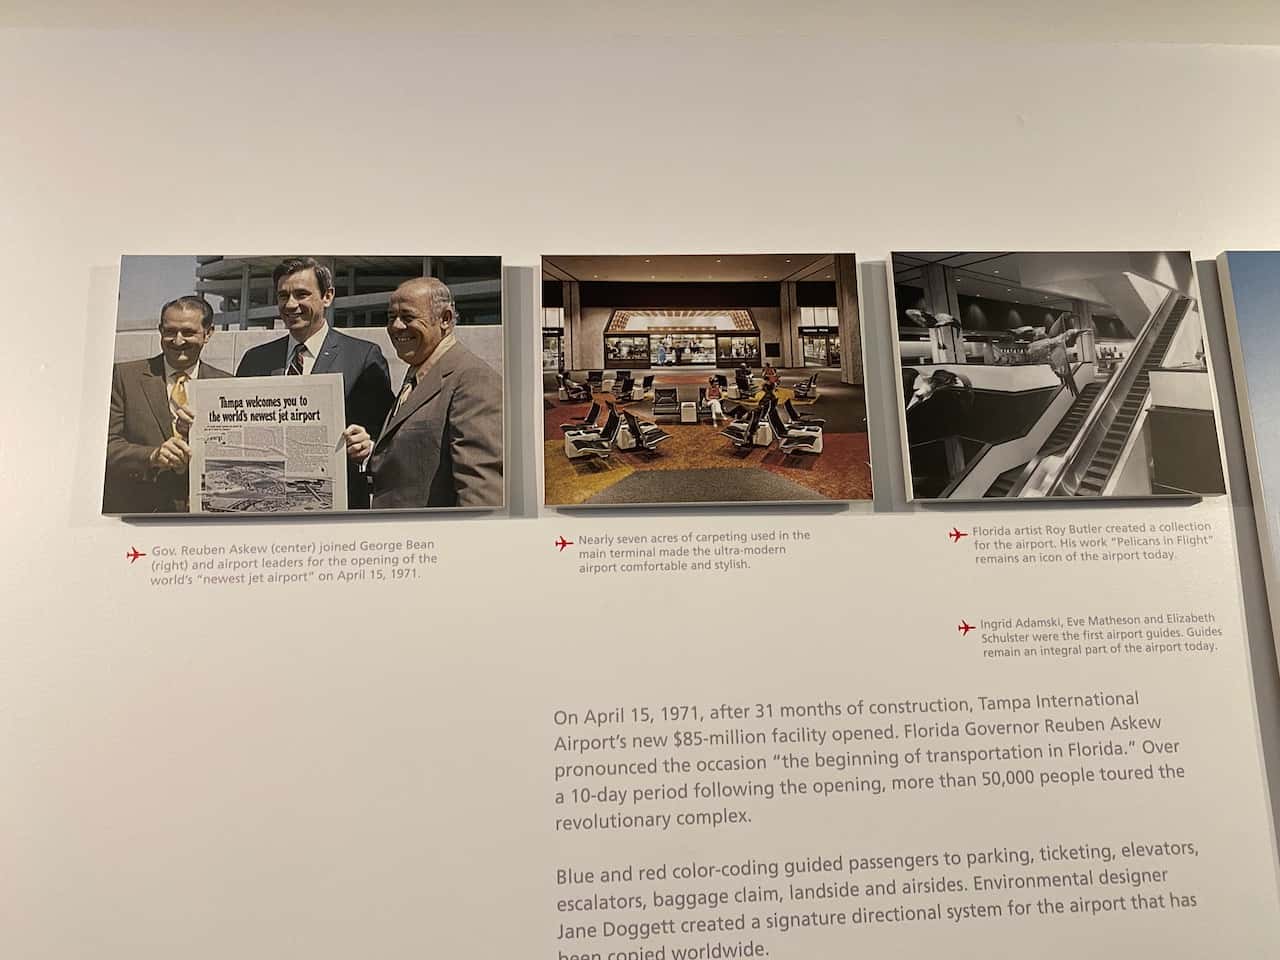 Tampa welcomes you to
the world's newest jet airport
Gov. Reuben Askew (center) joined George Bean
(right) and airport leaders for the opening of the
world's "newest jet airport" on April 15, 1971.
Nearly seven acres of carpeting used in the
main terminal made the ultra-modern
airport comfortable and stylish.
Florida artist Roy Butler created a collection
for the airport. His work "Pelicans in Flight"
remains an icon of the airport today.
Ingrid Adamski, Eve Matheson and Elizabeth
Schulster were the first airport guides. Guides
remain an integral part of the airport today.
On April 15, 1971, after 31 months of construction, Tampa International
Airport's new $85-million facility opened. Florida Governor Reuben Askew
pronounced the occasion "the beginning of transportation in Florida." Over
a 10-day period following the opening, more than 50,000 people toured the
revolutionary complex.
Blue and red color-coding guided passengers to parking, ticketing, elevators,
escalators, baggage claim, landside and airsides. Environmental designer
Jane Doggett created a signature directional system for the airport that has
been copied worldwide.